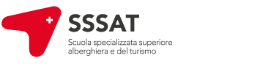 SSSAT
Scuola specializzata superiore
alberghiera e del turismo